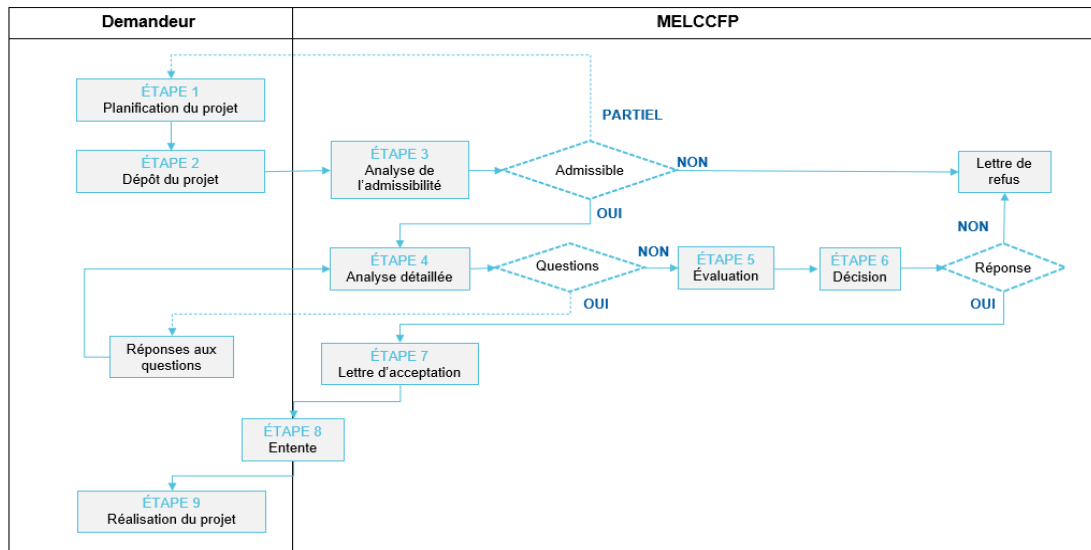 Demandeur
MELCCFP
ÉTAPE 1
Planification du projet
PARTIEL
ÉTAPE 2
Dépôt du projet
ÉTAPE 3
Analyse de
l'admissibilité
Admissible
NON
Lettre de
refus
OUI
NON
ÉTAPE 4
Analyse détaillée
Questions
NON
ÉTAPE 5
Évaluation
ÉTAPE 6
Décision
Réponse
OUI
OUI
Réponses aux
questions
ÉTAPE 7
Lettre d'acceptation
ÉTAPE 8
Entente
ÉTAPE 9
Réalisation du projet